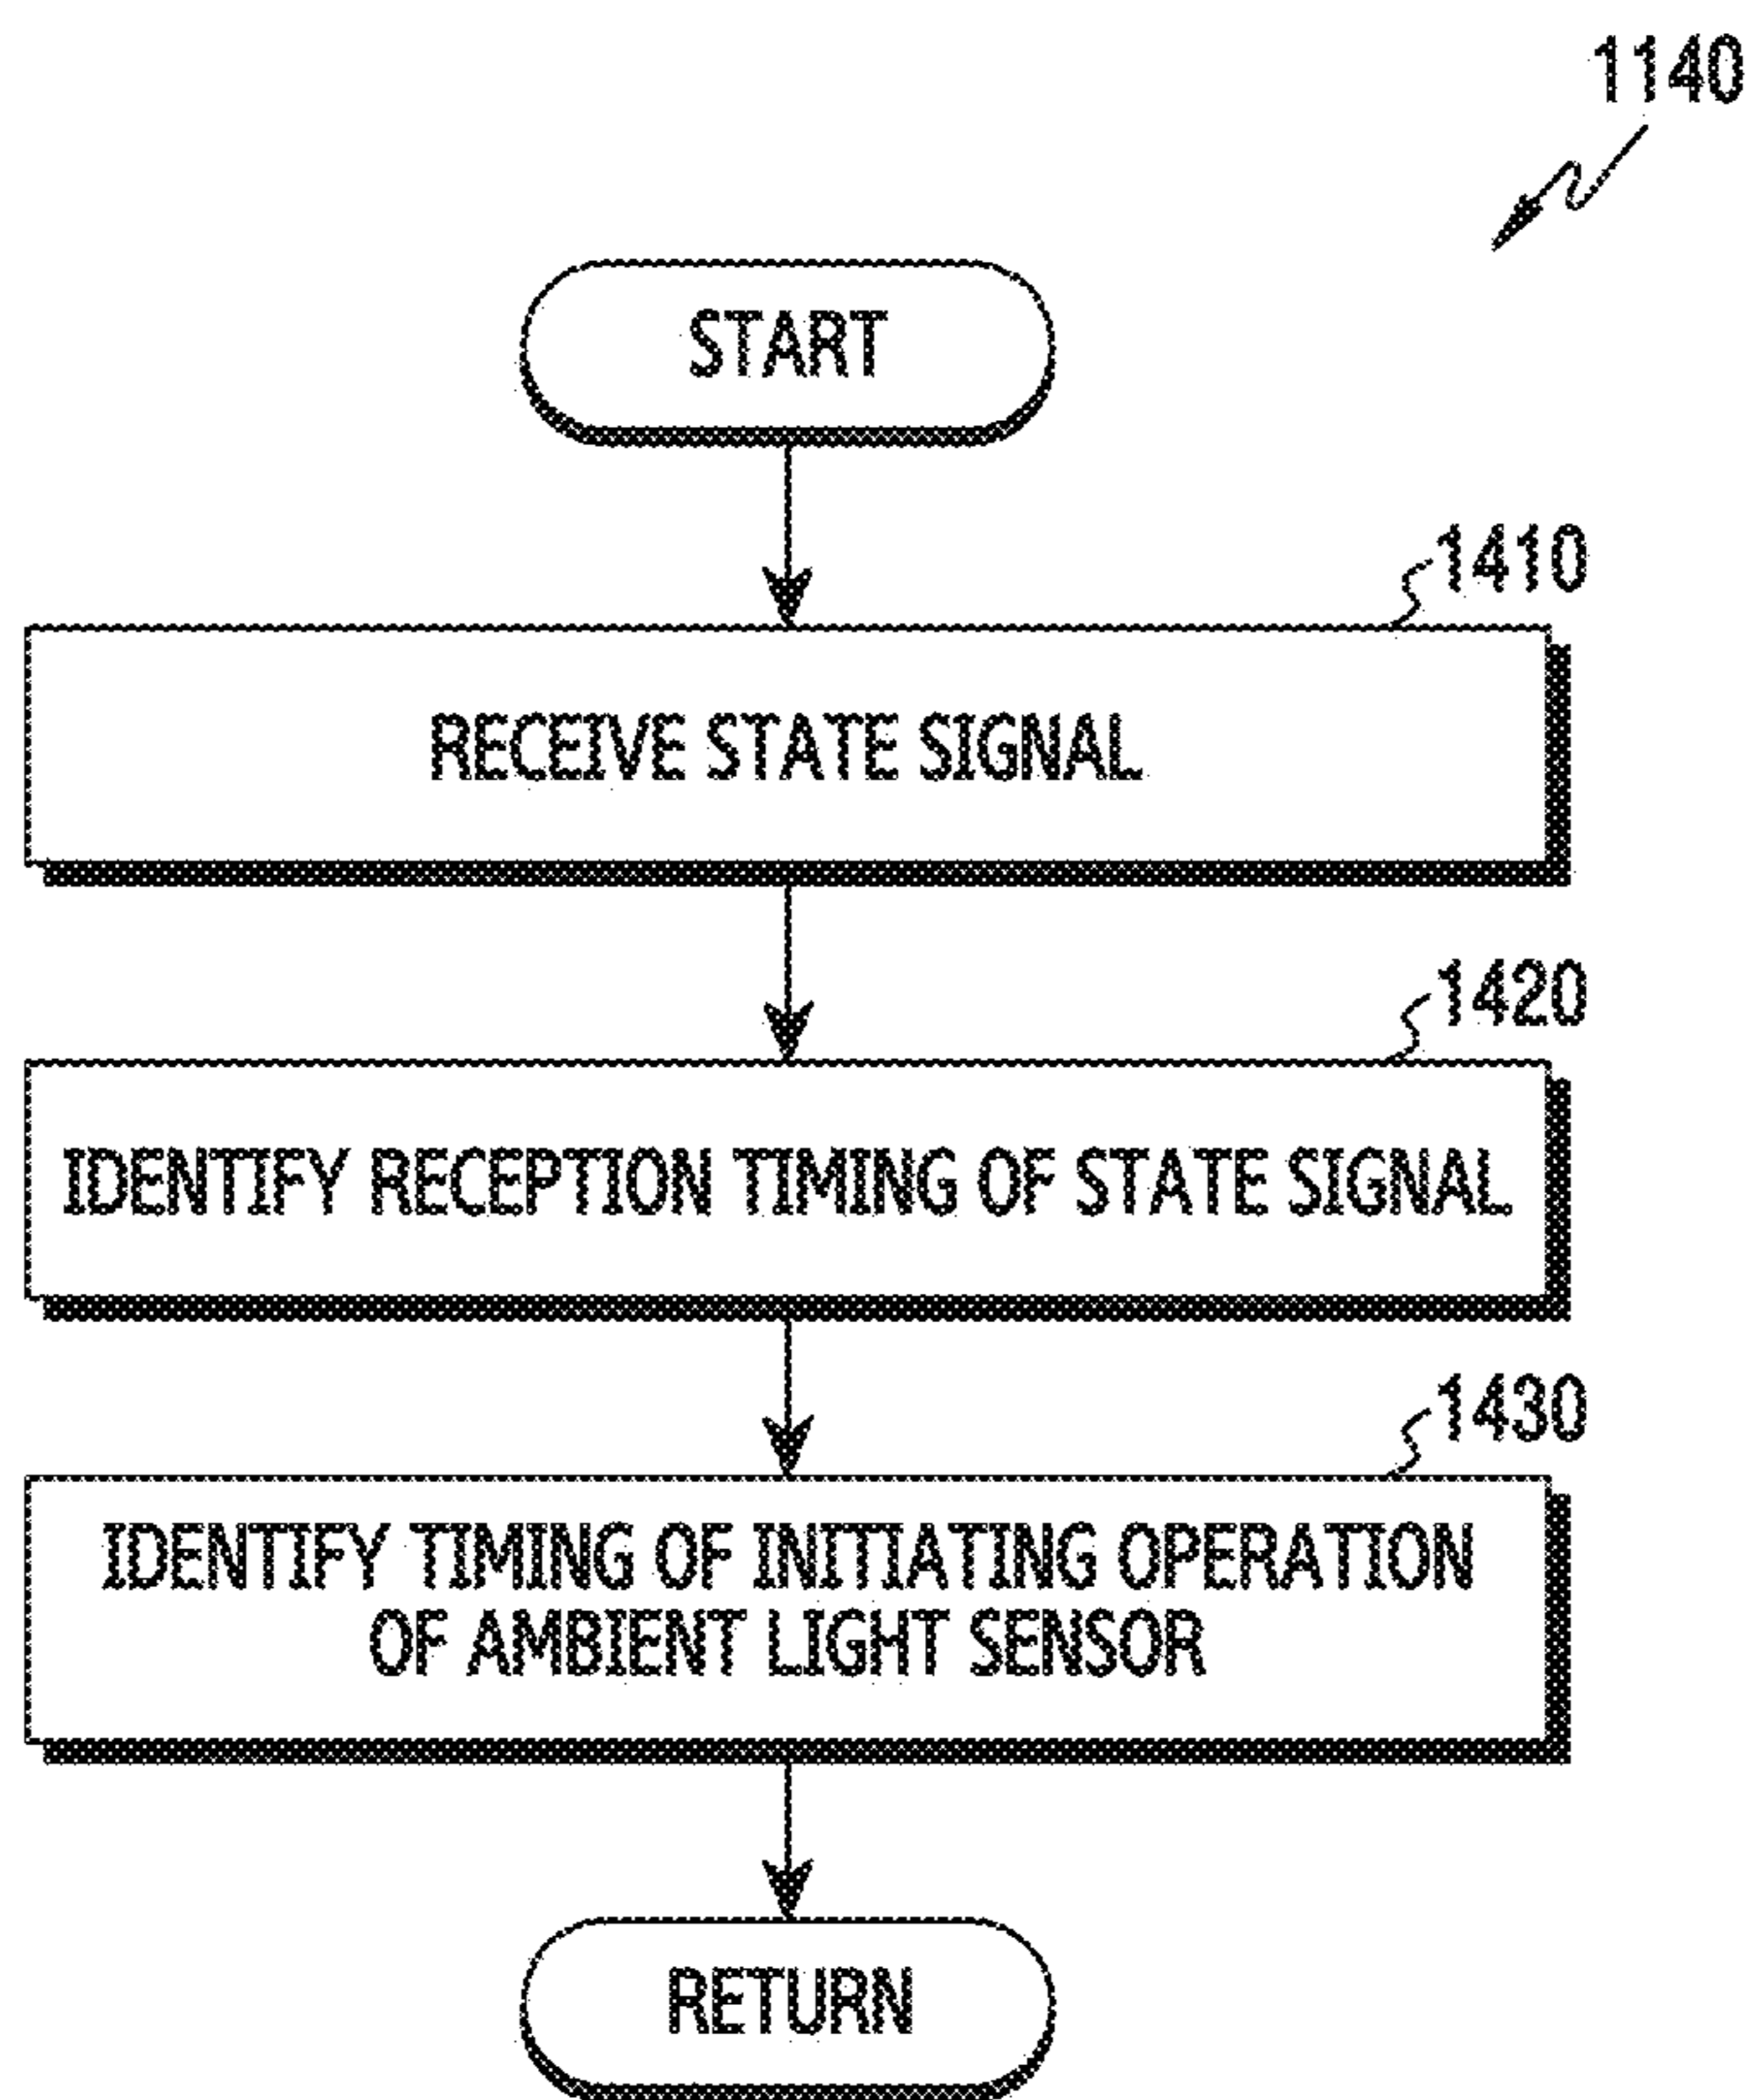 1140
START
1410
RECEIVE STATE SIGNAL
1420
IDENTIFY RECEPTION TIMING OF STATE SIGNAL
1430
IDENTIFY TIMING OF INITIATING OPERATION
OF AMBIENT LIGHT SENSOR
RETURN